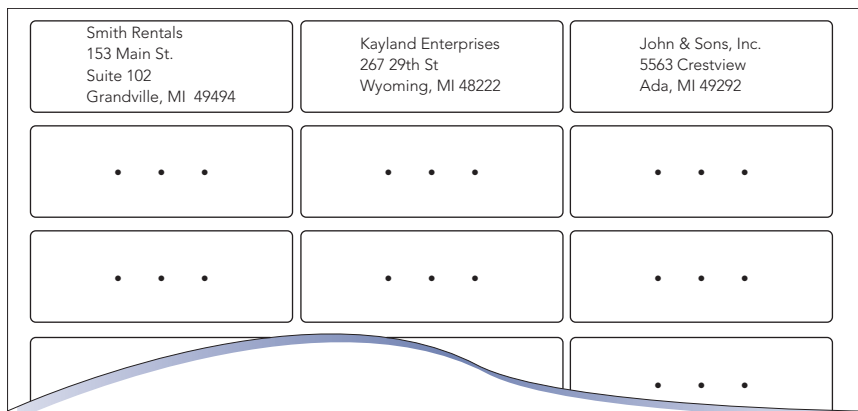 Smith Rentals
153 Main St.
Suite 102
Grandville, MI  49494
Kayland Enterprises
267 29th St
Wyoming, MI 48222
John & Sons, Inc.
5563 Crestview
Ada, MI 49292
• • •
• • •
• • •
• • •
• • •
• • •
• • •